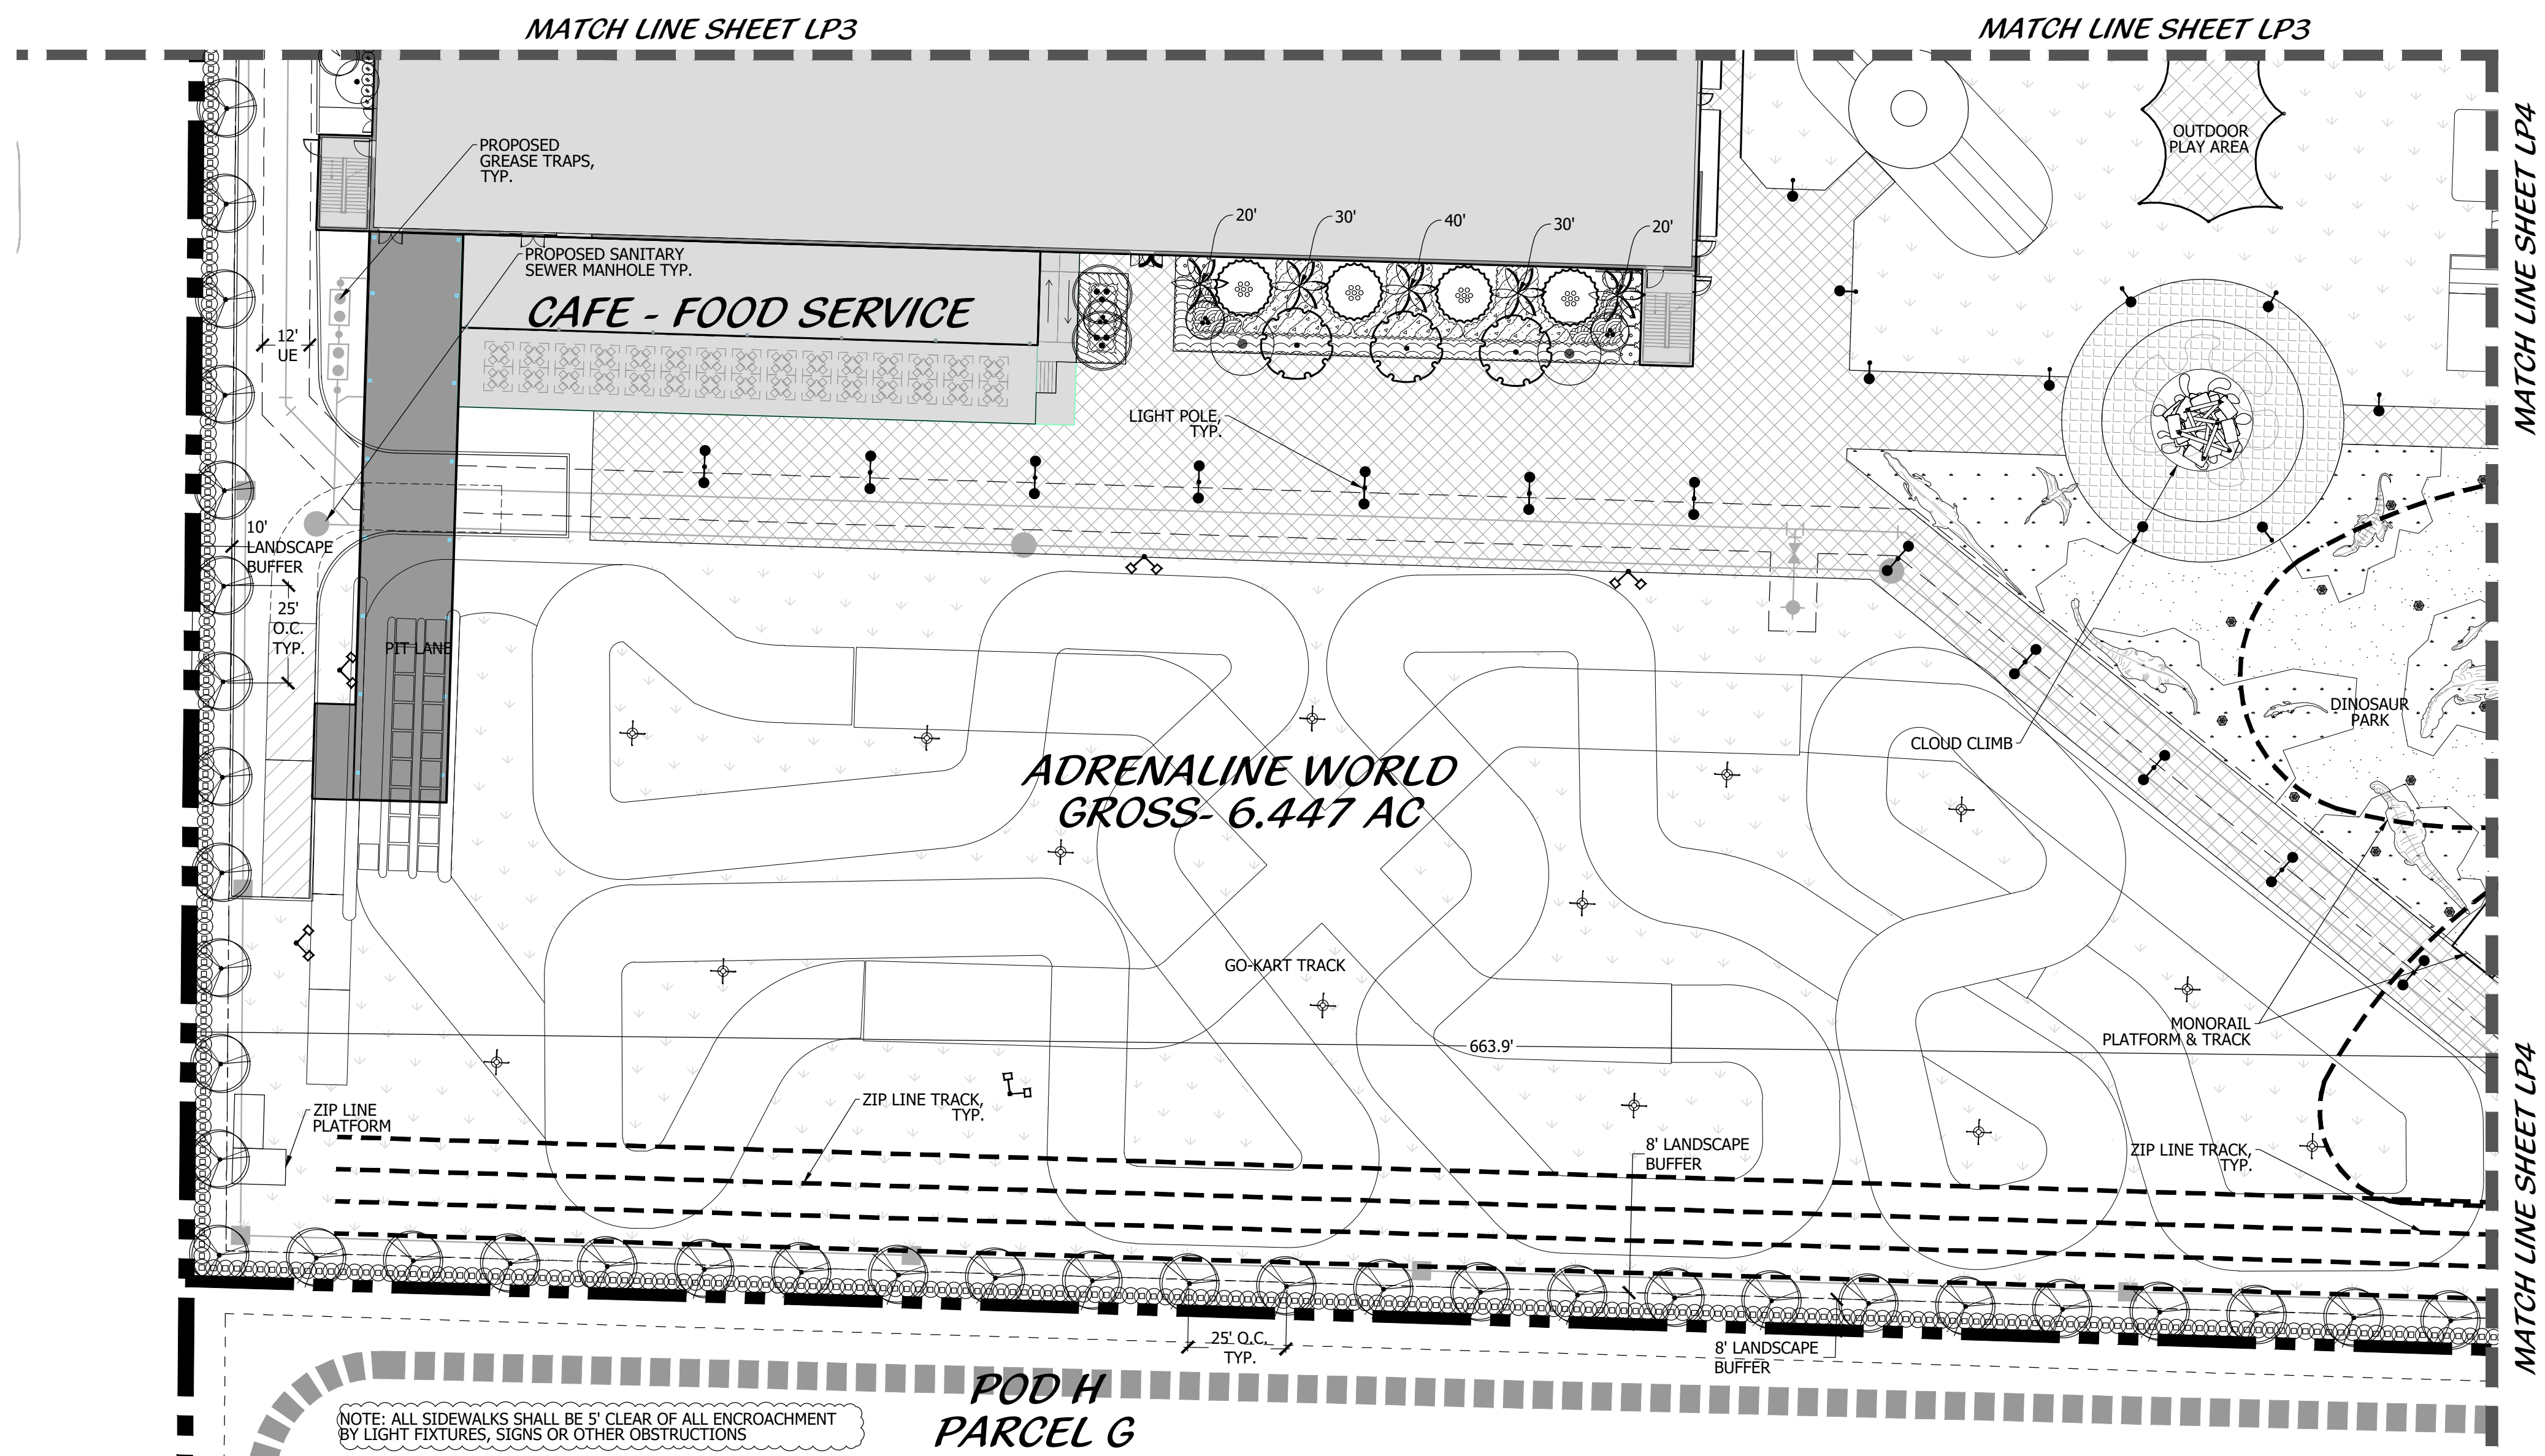 MATCH LINE SHEET LP3
MATCH LINE SHEET LP3
MATCH LINE SHEET LP4
PROPOSED
GREASE TRAPS,
TYP.
OUTDOOR
PLAY AREA
20'
30'
40'
30'
20'
PROPOSED SANITARY
SEWER MANHOLE TYP.
CAFE - FOOD SERVICE
12'
UE
LIGHT POLE,
TYP.
10'
LANDSCAPE
BUFFER
25'
O.C.
TYP.
PIT LANE
DINOSAUR
PARK
CLOUD CLIMB
ADRENALINE WORLD
GROSS- 6.447 AC
GO-KART TRACK
663.9'
MONORAIL
PLATFORM & TRACK
ZIP LINE
PLATFORM
ZIP LINE TRACK,
TYP.
8' LANDSCAPE
BUFFER
ZIP LINE TRACK,
TYP.
MATCH LINE SHEET LP4
25' O.C.
TYP.
8' LANDSCAPE
BUFFER
POD H
PARCEL G
NOTE: ALL SIDEWALKS SHALL BE 5' CLEAR OF ALL ENCROACHMENT
BY LIGHT FIXTURES, SIGNS OR OTHER OBSTRUCTIONS